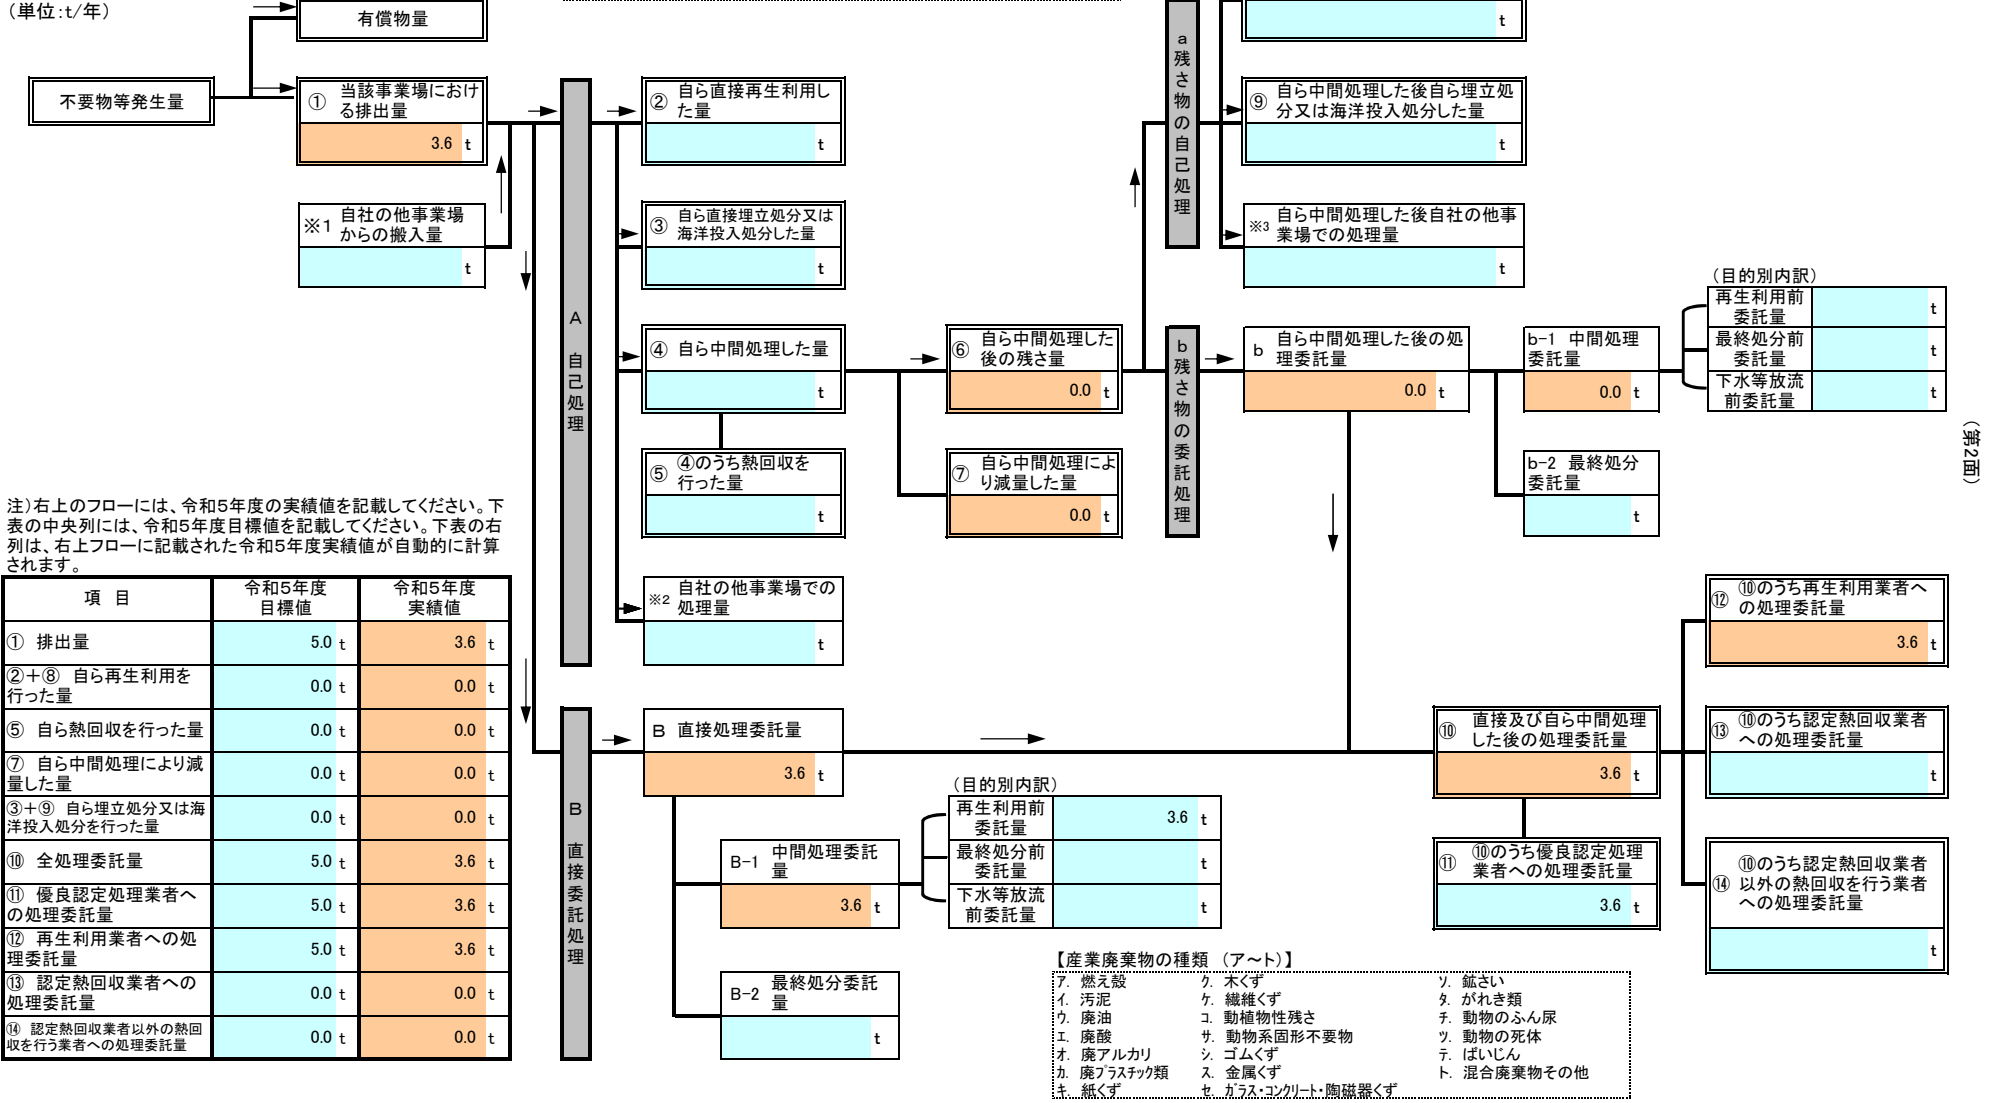 （単位：t/年）
有償物量
不要物等発生量
① 当該事業場におけ
る排出量
3.6 t
※1 自社の他事業場
からの搬入量
t
A 自己処理
② 自ら直接再生利用し
た量
t
③ 自ら直接埋立処分又は
海洋投入処分した量
t
④ 自ら中間処理した量
t
⑤ ④のうち熱回収を
行った量
t
※2 自社の他事業場での
処理量
t
⑥ 自ら中間処理した
後の残さ量
0.0 t
⑦ 自ら中間処理によ
り減量した量
0.0 t
a 残さ物の自己処理
t
⑨ 自ら中間処理した後自ら埋立処
分又は海洋投入処分した量
t
※3 自ら中間処理した後自社の他事
業場での処理量
t
b 残さ物の委託処理
b 自ら中間処理した後の処
理委託量
0.0 t
b-1 中間処理
委託量
0.0 t
（目的別内訳）
再生利用前
委託量 t
最終処分前
委託量 t
下水等放流
前委託量 t
b-2 最終処分
委託量
t
（第2面）
注）右上のフローには、令和5年度の実績値を記載してください。下
表の中央列には、令和5年度目標値を記載してください。下表の右
列は、右上フローに記載された令和5年度実績値が自動的に計算
されます。
項 目 令和5年度 目標値 令和5年度 実績値
① 排出量 5.0 t 3.6 t
②＋⑧ 自ら再生利用を
行った量 0.0 t 0.0 t
⑤ 自ら熱回収を行った量 0.0 t 0.0 t
⑦ 自ら中間処理により減
量した量 0.0 t 0.0 t
③＋⑨ 自ら埋立処分又は海
洋投入処分を行った量 0.0 t 0.0 t
⑩ 全処理委託量 5.0 t 3.6 t
⑪ 優良認定処理業者へ
の処理委託量 5.0 t 3.6 t
⑫ 再生利用業者への処
理委託量 5.0 t 3.6 t
⑬ 認定熱回収業者への
処理委託量 0.0 t 0.0 t
⑭ 認定熱回収業者以外の熱回
収を行う業者への処理委託量 0.0 t 0.0 t
B 直接委託処理
B 直接処理委託量
3.6 t
B-1 中間処理委託
量
3.6 t
B-2 最終処分委託
量
t
（目的別内訳）
再生利用前
委託量 3.6 t
最終処分前
委託量 t
下水等放流
前委託量 t
⑩ 直接及び自ら中間処理
した後の処理委託量
3.6 t
⑪ ⑩のうち優良認定処理
業者への処理委託量
3.6 t
⑫ ⑩のうち再生利用業者へ
の処理委託量
3.6 t
⑬ ⑩のうち認定熱回収業者
への処理委託量
t
⑭ ⑩のうち認定熱回収業者
以外の熱回収を行う業者
への処理委託量
t
【産業廃棄物の種類 （ア～ト）】
ア．燃え殻 ク．木くず ソ．鉱さい
イ．汚泥 ケ．繊維くず タ．がれき類
ウ．廃油 コ．動植物性残さ チ．動物のふん尿
エ．廃酸 サ．動物系固形不要物 ツ．動物の死体
オ．廃アルカリ シ．ゴムくず テ．ばいじん
カ．廃プラスチック類 ス．金属くず ト．混合廃棄物その他
キ．紙くず セ．ガラス・コンクリート・陶磁器くず